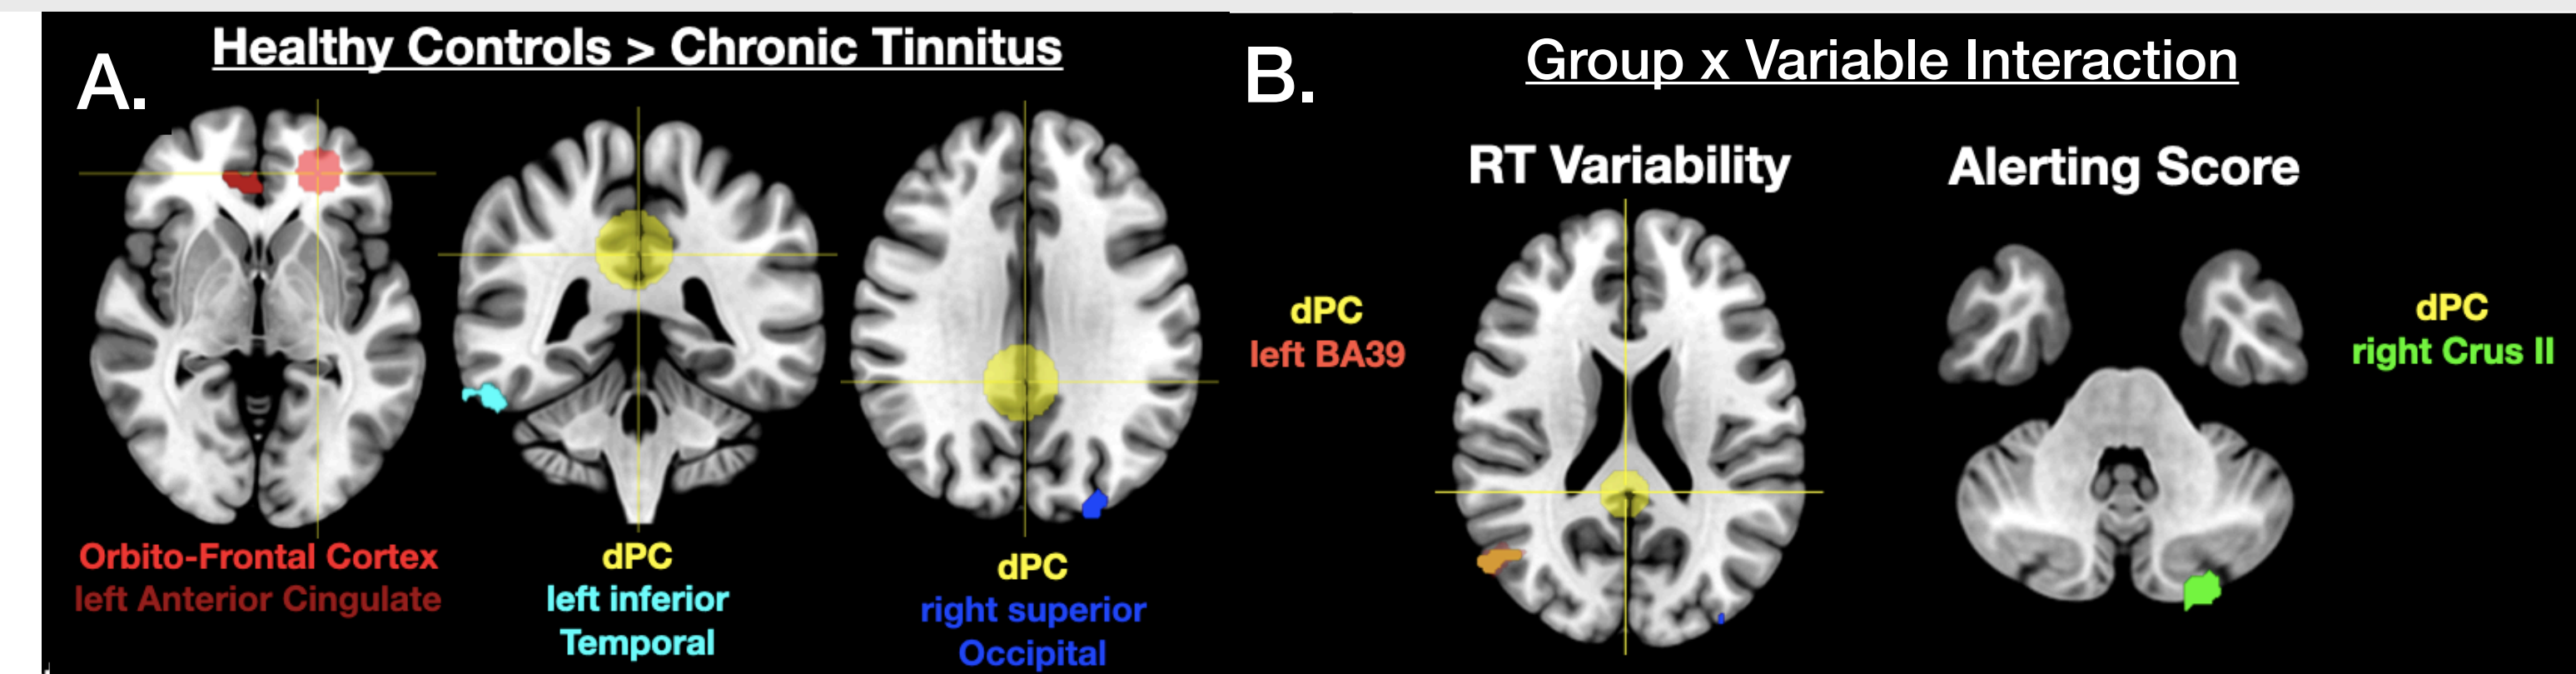 A.
Healthy Controls > Chronic Tinnitus
Orbito-Frontal Cortex
left Anterior Cingulate
dPC
left inferior
Temporal
dPC
right superior
Occipital
B.
Group x Variable Interaction
RT Variability
dPC
left BA39
Alerting Score
dPC
right Crus II